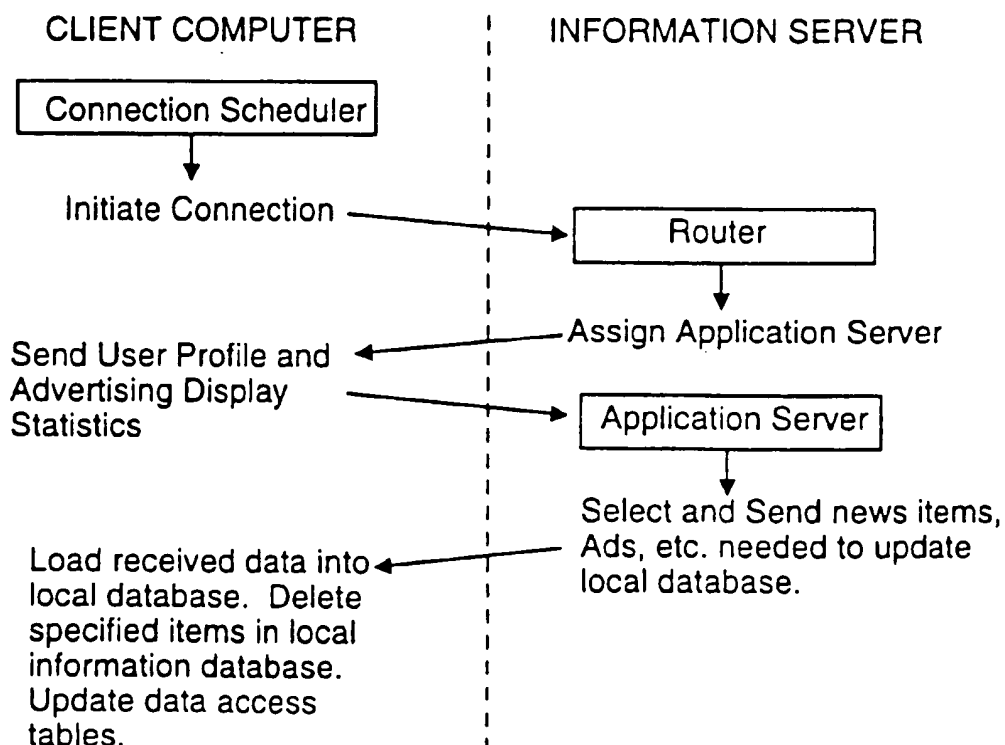 CLIENT COMPUTER
INFORMATION SERVER
Connection Scheduler
Initiate Connection
Router
Assign Application Server
Send User Profile and
Advertising Display
Statistics
Application Server
Select and Send news items,
Ads, etc. needed to update
local database.
Load received data into
local database. Delete
specified items in local
information database.
Update data access
tables.